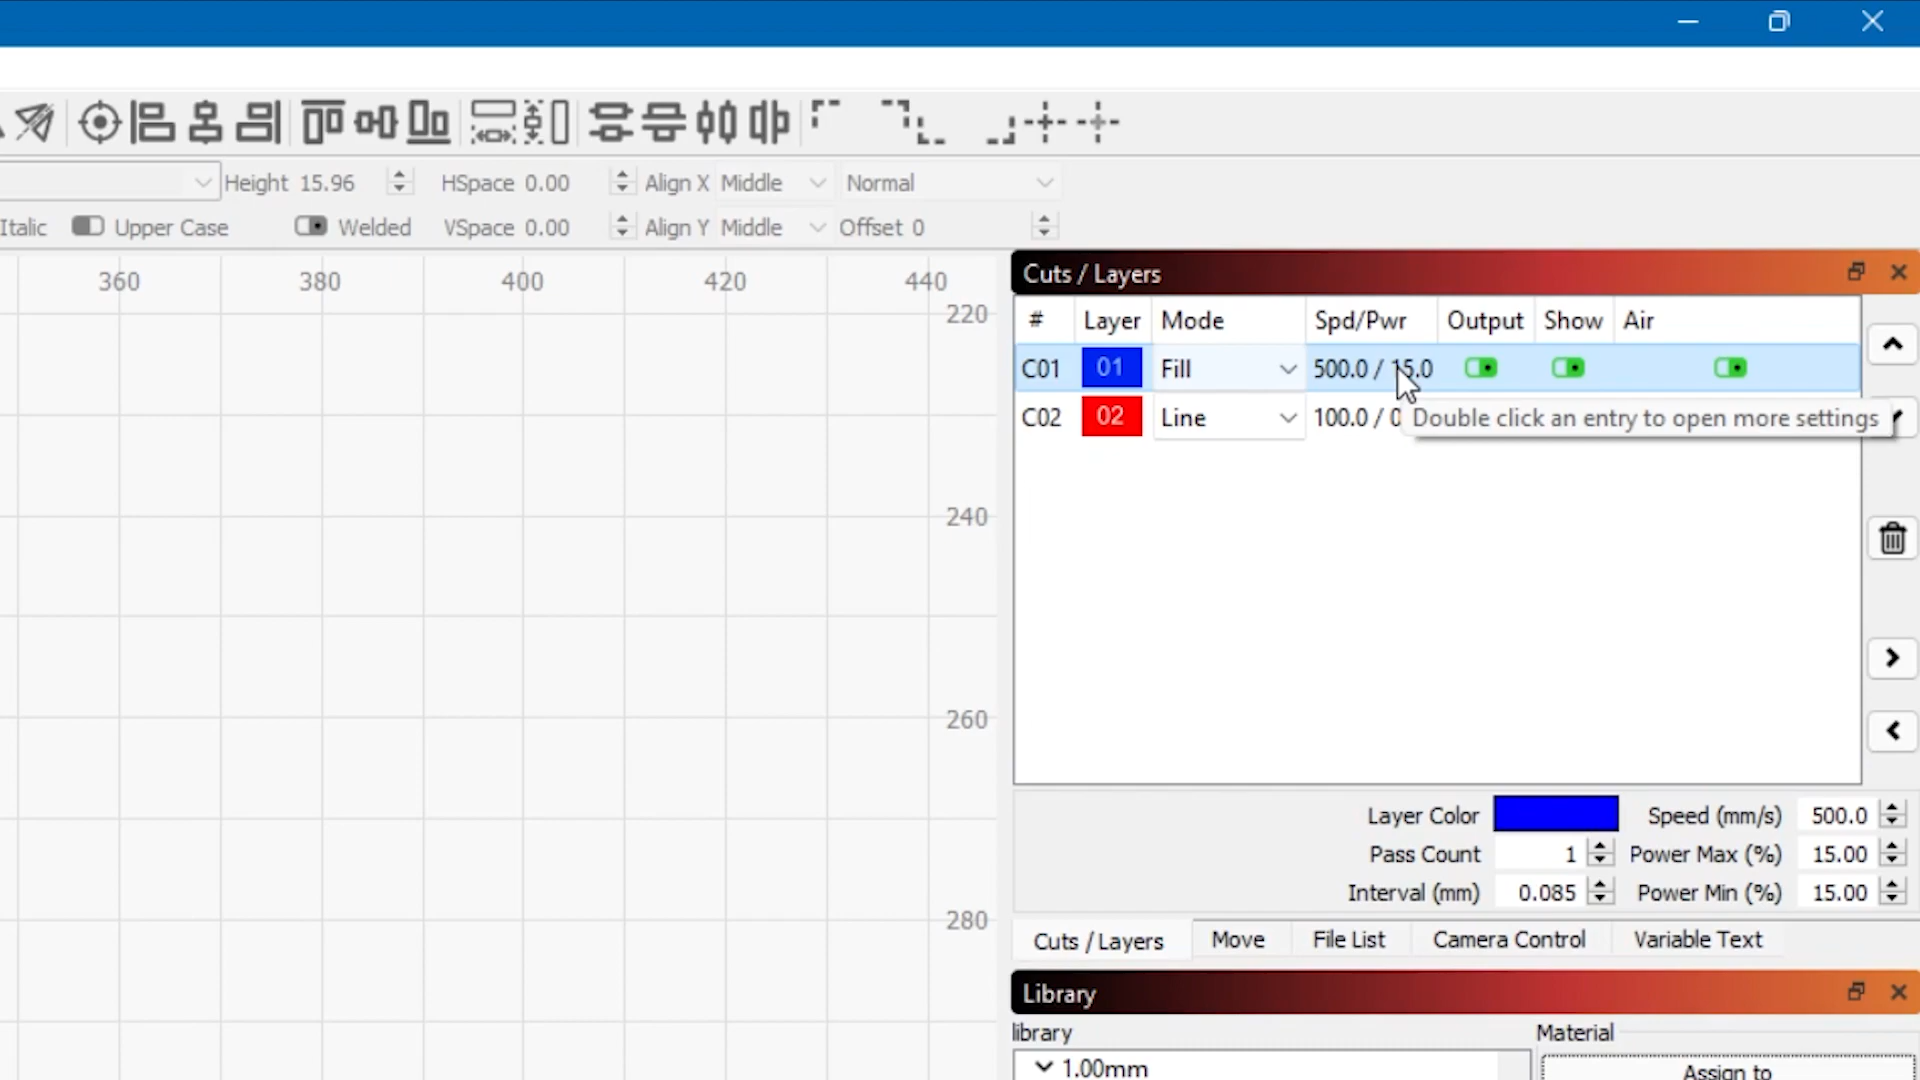 Height 15.96 HSpace 0.00 Align X Middle Normal
Italic Upper Case Welded VSpace 0.00 Align Y Middle Offset 0
360 380 400 420 440
220
240
260
280
Cuts / Layers
# Layer Mode Spd/Pwr Output Show Air
C01 01 Fill 500.0 / 15.0
C02 02 Line 100.0 / 0
Double click an entry to open more settings
Layer Color Speed (mm/s) 500.0
Pass Count 1 Power Max (%) 15.00
Interval (mm) 0.085 Power Min (%) 15.00
Cuts / Layers Move File List Camera Control Variable Text
Library
library Material
1.00mm Assign to